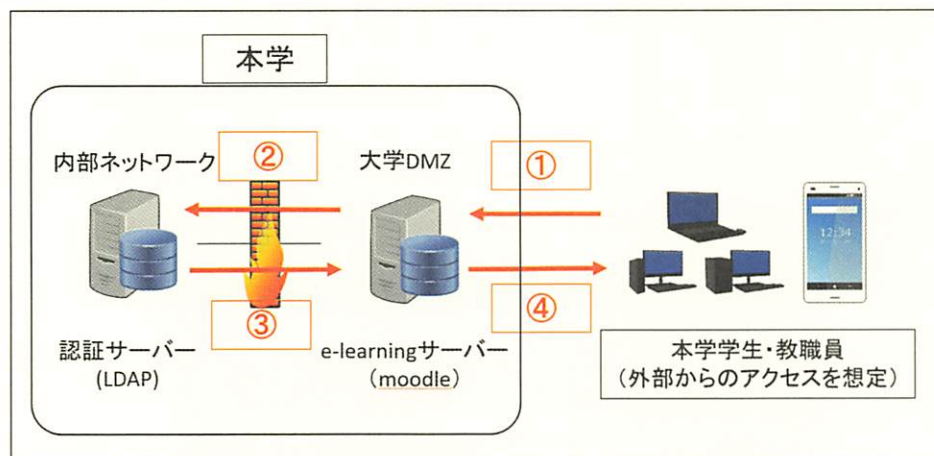 本学
内部ネットワーク
②
大学DMZ
①
12:34
③
④
認証サーバー
(LDAP)
e-learningサーバー
（moodle）
本学学生・教職員
（外部からのアクセスを想定）